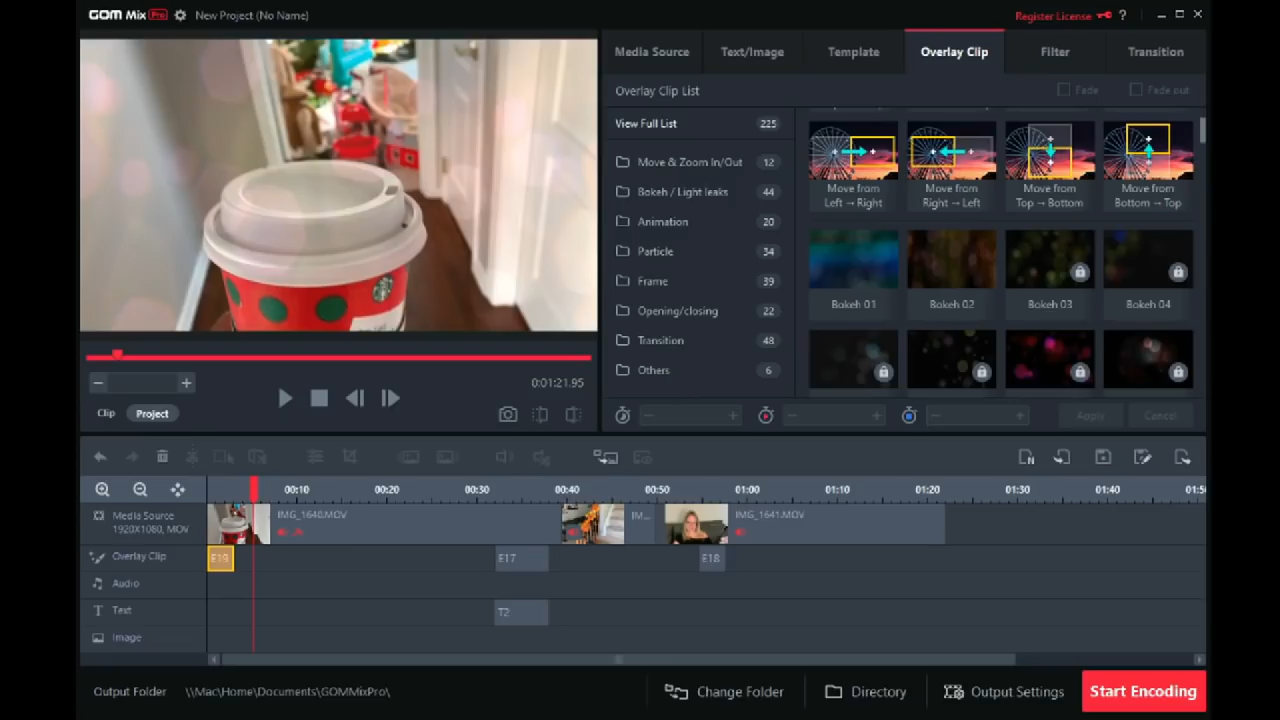 GOM Mix Pro New Project (No Name) Register License ?
Media Source Text/Image Template Overlay Clip Filter Transition
Overlay Clip List Fade Fade out
View Full List 225
Move & Zoom In/Out 12
Bokeh / Light leaks 44
Animation 20
Particle 34
Frame 39
Opening/closing 22
Transition 48
Others 6
Move from
Left → Right
Move from
Right → Left
Move from
Top → Bottom
Move from
Bottom → Top
Bokeh 01 Bokeh 02 Bokeh 03 Bokeh 04
0:01:21.95
Clip Project
Apply Cancel
00:10 00:20 00:30 00:40 00:50 01:00 01:10 01:20 01:30 01:40 01:50
Media Source
1920X1080, MOV
IMG_1640.MOV IM... IMG_1641.MOV
Overlay Clip E19 E17 E18
Audio
Text T2
Image
Output Folder \\Mac\Home\Documents\GOMMixPro\ Change Folder Directory Output Settings Start Encoding